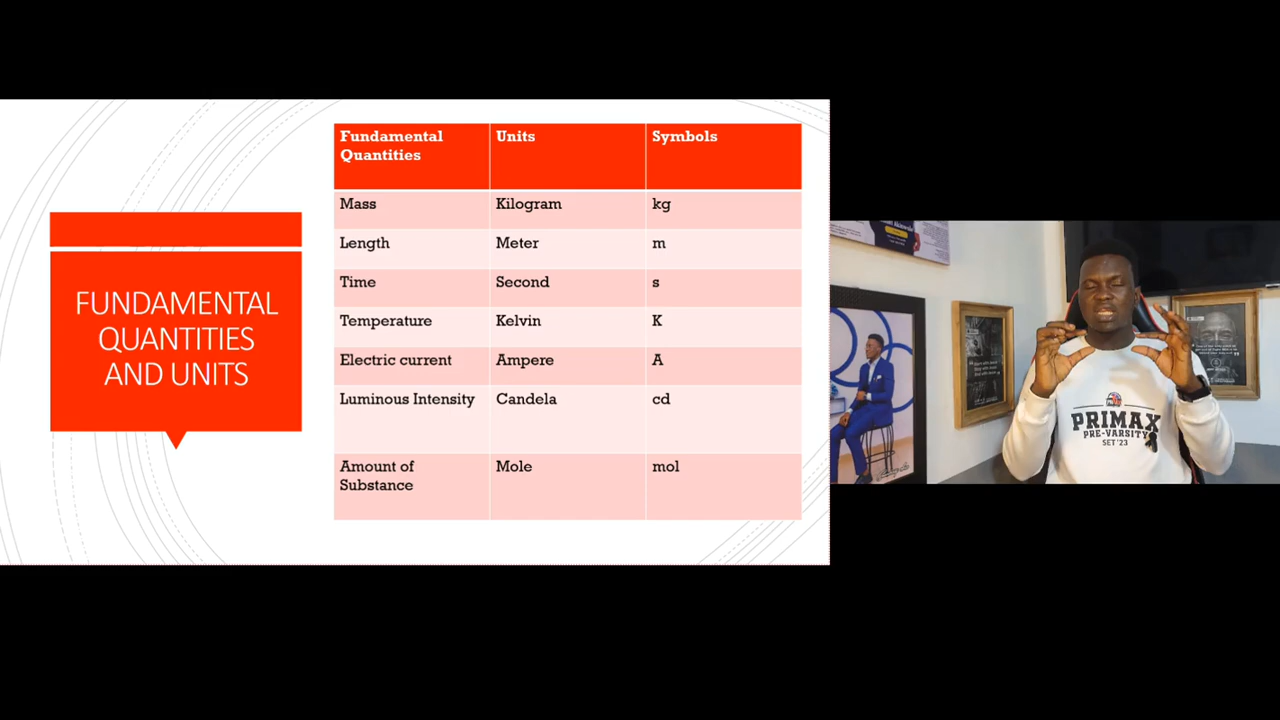 FUNDAMENTAL
QUANTITIES
AND UNITS
Fundamental Quantities Units Symbols
Mass Kilogram kg
Length Meter m
Time Second s
Temperature Kelvin K
Electric current Ampere A
Luminous Intensity Candela cd
Amount of Substance Mole mol
PRIMAX
PRE-VARSITY
SET '23